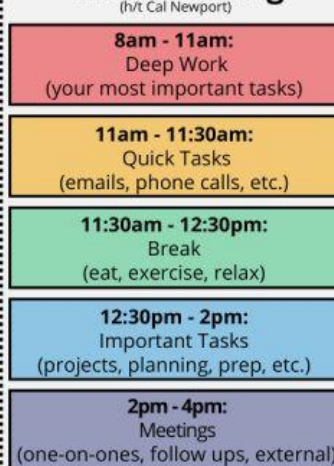 (h/t Cal Newport)
8am - 11am:
Deep Work
(your most important tasks)
11am - 11:30am:
Quick Tasks
(emails, phone calls, etc.)
11:30am - 12:30pm:
Break
(eat, exercise, relax)
12:30pm - 2pm:
Important Tasks
(projects, planning, prep, etc.)
2pm - 4pm:
Meetings
(one-on-ones, follow ups, external)